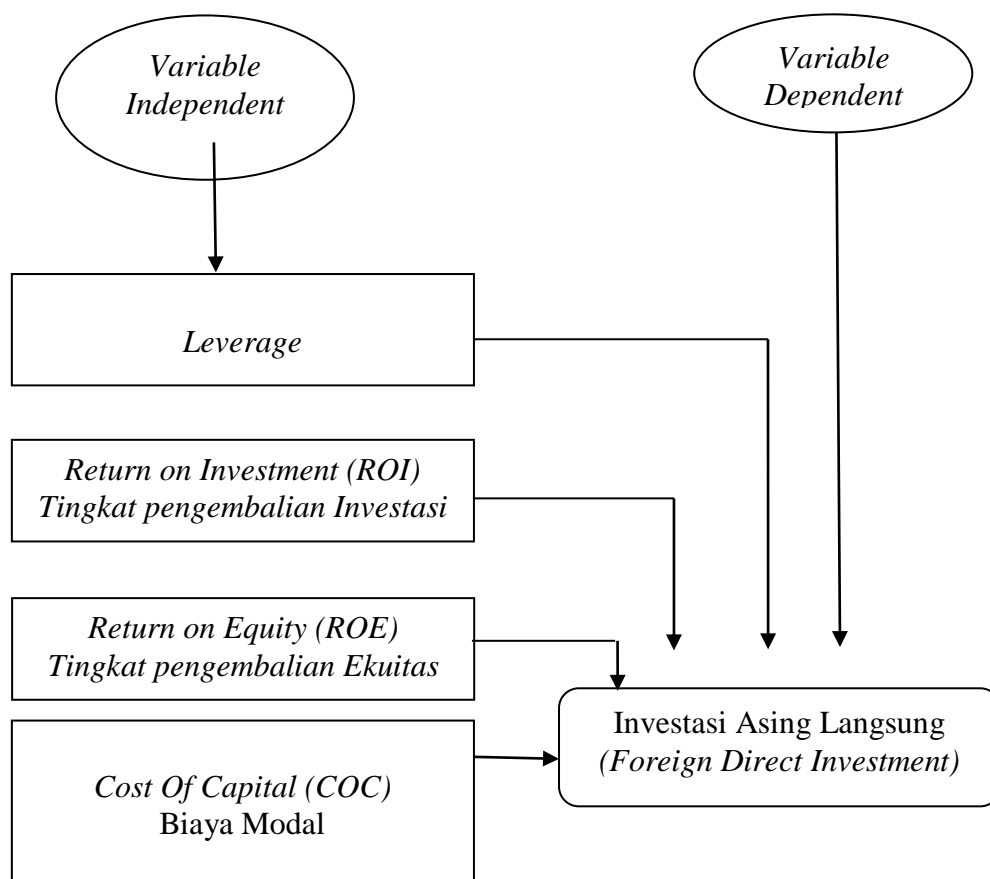 Variable
Independent
Variable
Dependent
Leverage
Return on Investment (ROI)
Tingkat pengembalian Investasi
Return on Equity (ROE)
Tingkat pengembalian Ekuitas
Cost Of Capital (COC)
Biaya Modal
Investasi Asing Langsung
(Foreign Direct Investment)